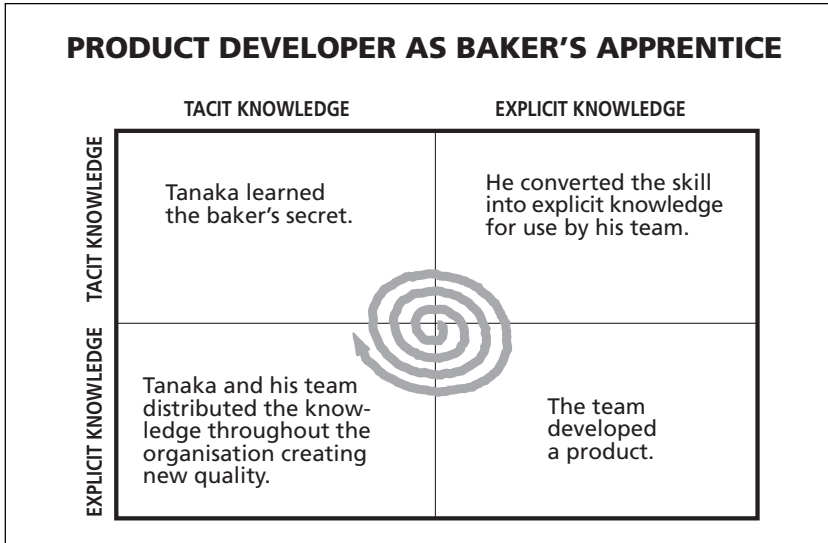 PRODUCT DEVELOPER AS BAKER’S APPRENTICE
TACIT KNOWLEDGE
EXPLICIT KNOWLEDGE
TACIT KNOWLEDGE
Tanaka learned
the baker’s secret.
He converted the skill
into explicit knowledge
for use by his team.
EXPLICIT KNOWLEDGE
Tanaka and his team
distributed the know-
ledge throughout the
organisation creating
new quality.
The team
developed
a product.